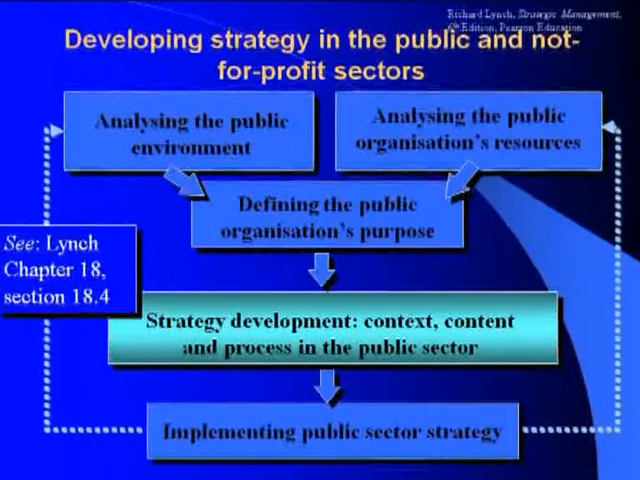 Richard Lynch, Strategic Management,
6th Edition, Pearson Education
Developing strategy in the public and not-
for-profit sectors
Analysing the public
environment
Analysing the public
organisation's resources
Defining the public
organisation's purpose
See: Lynch
Chapter 18,
section 18.4
Strategy development: context, content
and process in the public sector
Implementing public sector strategy